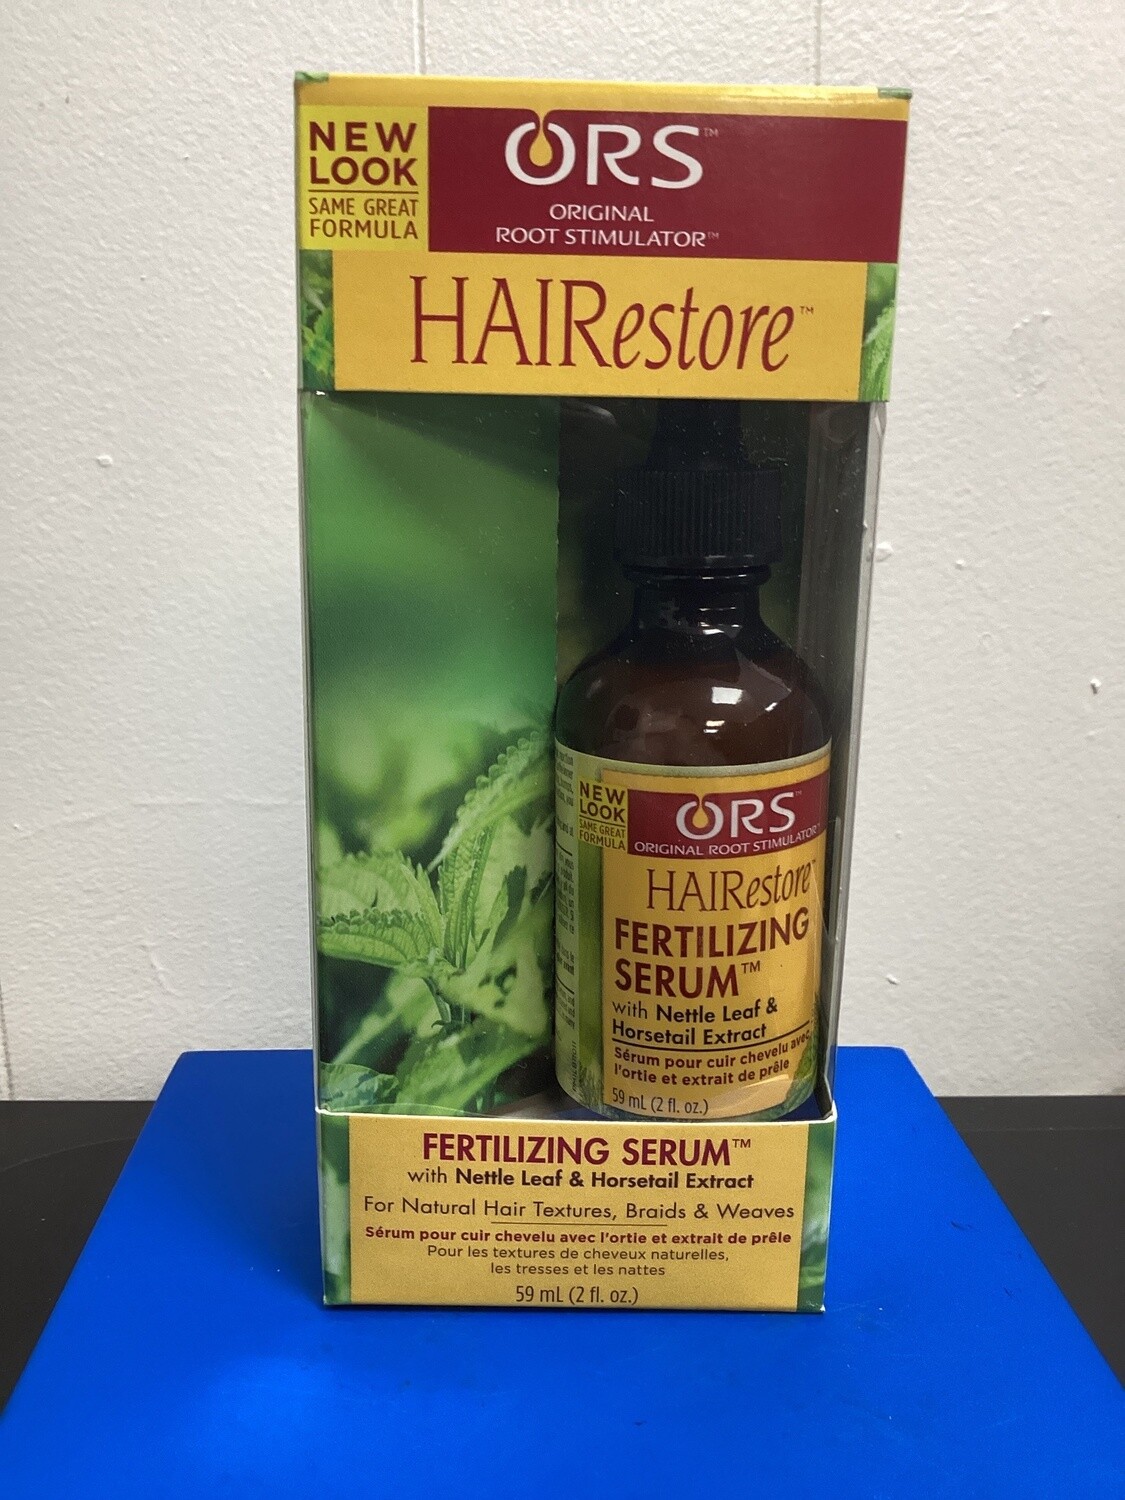 NEW
LOOK
SAME GREAT
FORMULA
ORS™
ORIGINAL
ROOT STIMULATOR™
HAIRestore™
NEW
LOOK
SAME GREAT
FORMULA
ORS™
ORIGINAL ROOT STIMULATOR™
HAIRestore™
FERTILIZING
SERUM™
with Nettle Leaf &
Horsetail Extract
Sérum pour cuir chevelu avec
l'ortie et extrait de prêle
59 mL (2 fl. oz.)
FERTILIZING SERUM™
with Nettle Leaf & Horsetail Extract
For Natural Hair Textures, Braids & Weaves
Sérum pour cuir chevelu avec l'ortie et extrait de prêle
Pour les textures de cheveux naturelles,
les tresses et les nattes
59 mL (2 fl. oz.)